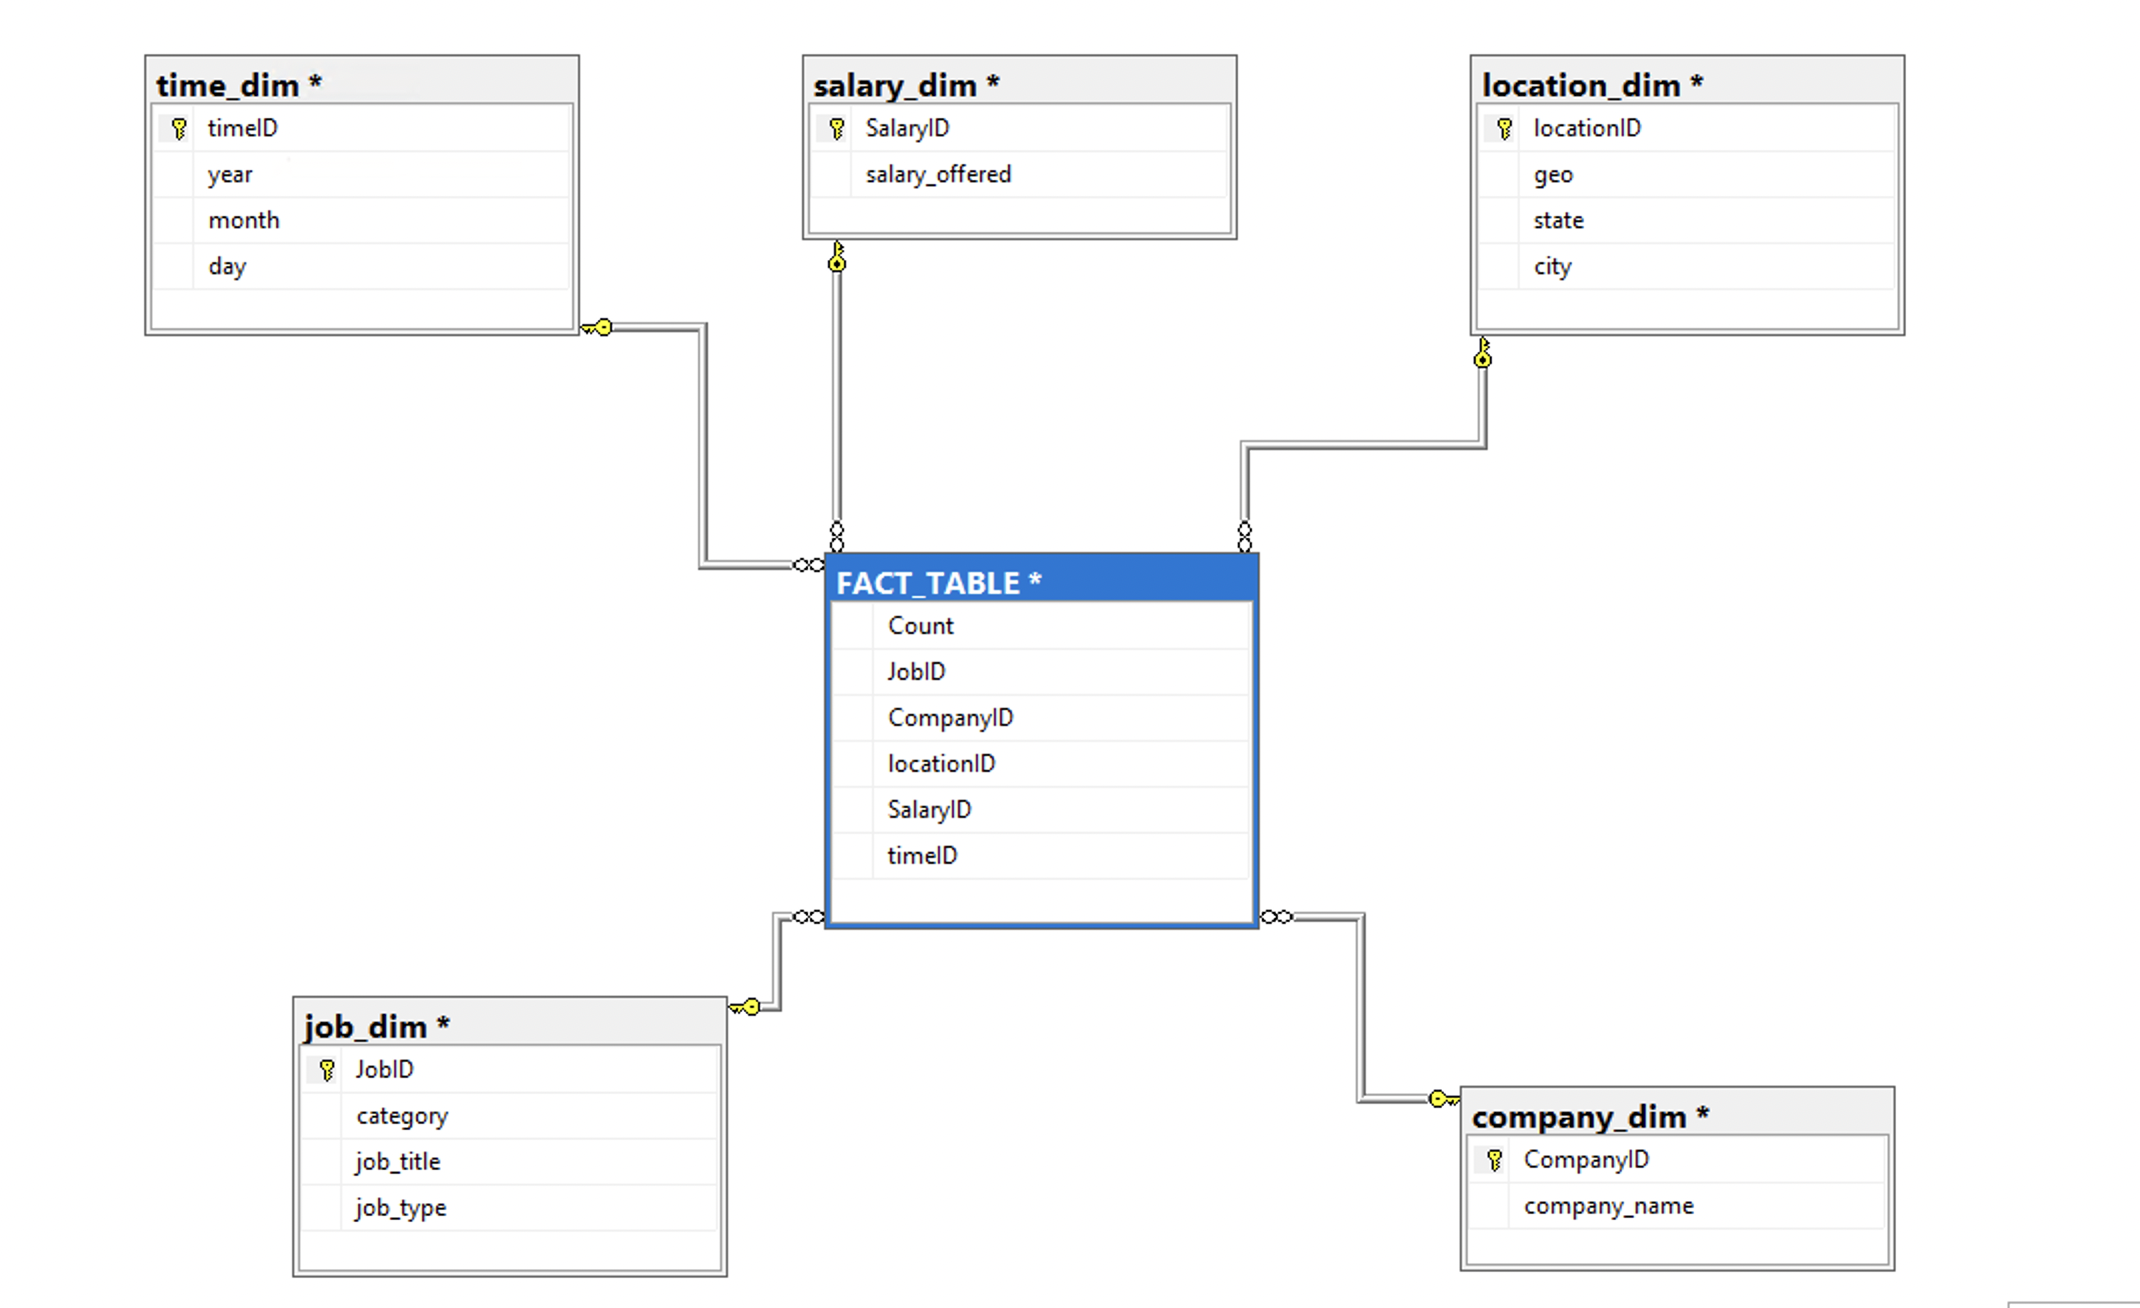 time_dim *
timeID
year
month
day
salary_dim *
SalaryID
salary_offered
location_dim *
locationID
geo
state
city
FACT_TABLE *
Count
JobID
CompanyID
locationID
SalaryID
timeID
job_dim *
JobID
category
job_title
job_type
company_dim *
CompanyID
company_name